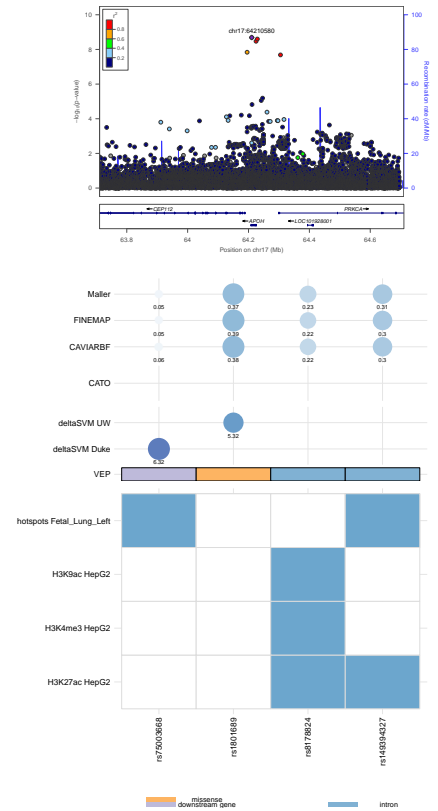 chr17:64210580
r²
0.8
0.6
0.4
0.2
10
8
6
4
2
0
−log₁₀(p−value)
100
80
60
40
20
0
Recombination rate (cM/Mb)
←CEP112
PRKCA→
←APOH
←LOC101928001
63.8
64
64.2
64.4
64.6
Position on chr17 (Mb)
Maller
0.05
0.37
0.23
0.31
FINEMAP
0.05
0.39
0.22
0.3
CAVIARBF
0.06
0.38
0.22
0.3
CATO
deltaSVM UW
5.32
deltaSVM Duke
6.32
VEP
hotspots Fetal_Lung_Left
H3K9ac HepG2
H3K4me3 HepG2
H3K27ac HepG2
rs75003668
rs1801689
rs8178824
rs149394327
missense
downstream gene
intron